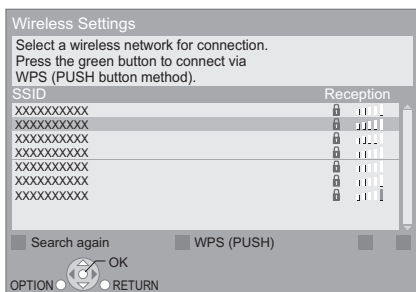 Wireless Settings
Select a wireless network for connection.
Press the green button to connect via
WPS (PUSH button method).
SSID Reception
XXXXXXXXXX
XXXXXXXXXX
XXXXXXXXXX
XXXXXXXXXX
XXXXXXXXXX
XXXXXXXXXX
XXXXXXXXXX
Search again WPS (PUSH)
OK
OPTION RETURN